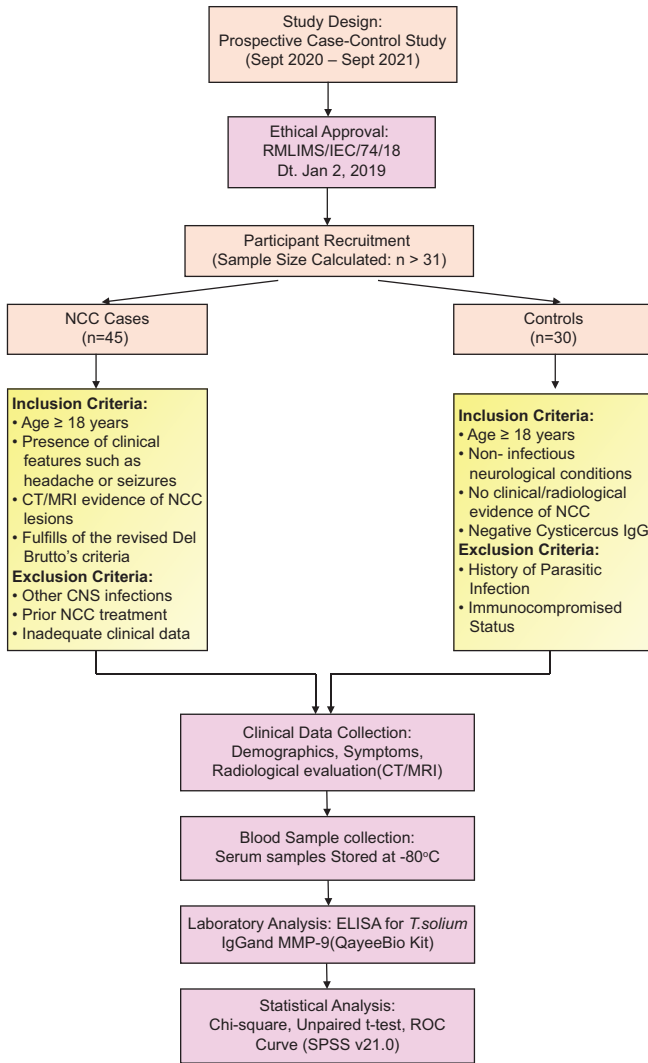 Study Design:
Prospective Case-Control Study
(Sept 2020 – Sept 2021)
Ethical Approval:
RMLIMS/IEC/74/18
Dt. Jan 2, 2019
Participant Recruitment
(Sample Size Calculated: n > 31)
NCC Cases
(n=45)
Controls
(n=30)
Inclusion Criteria:
• Age ≥ 18 years
• Presence of clinical
features such as
headache or seizures
• CT/MRI evidence of NCC
lesions
• Fulfills of the revised Del
Brutto's criteria
Exclusion Criteria:
• Other CNS infections
• Prior NCC treatment
• Inadequate clinical data
Inclusion Criteria:
• Age ≥ 18 years
• Non- infectious
neurological conditions
• No clinical/radiological
evidence of NCC
• Negative Cysticercus IgG
Exclusion Criteria:
• History of Parasitic
Infection
• Immunocompromised
Status
Clinical Data Collection:
Demographics, Symptoms,
Radiological evaluation(CT/MRI)
Blood Sample collection:
Serum samples Stored at -80°C
Laboratory Analysis: ELISA for T.solium
IgGand MMP-9(QayeeBio Kit)
Statistical Analysis:
Chi-square, Unpaired t-test, ROC
Curve (SPSS v21.0)